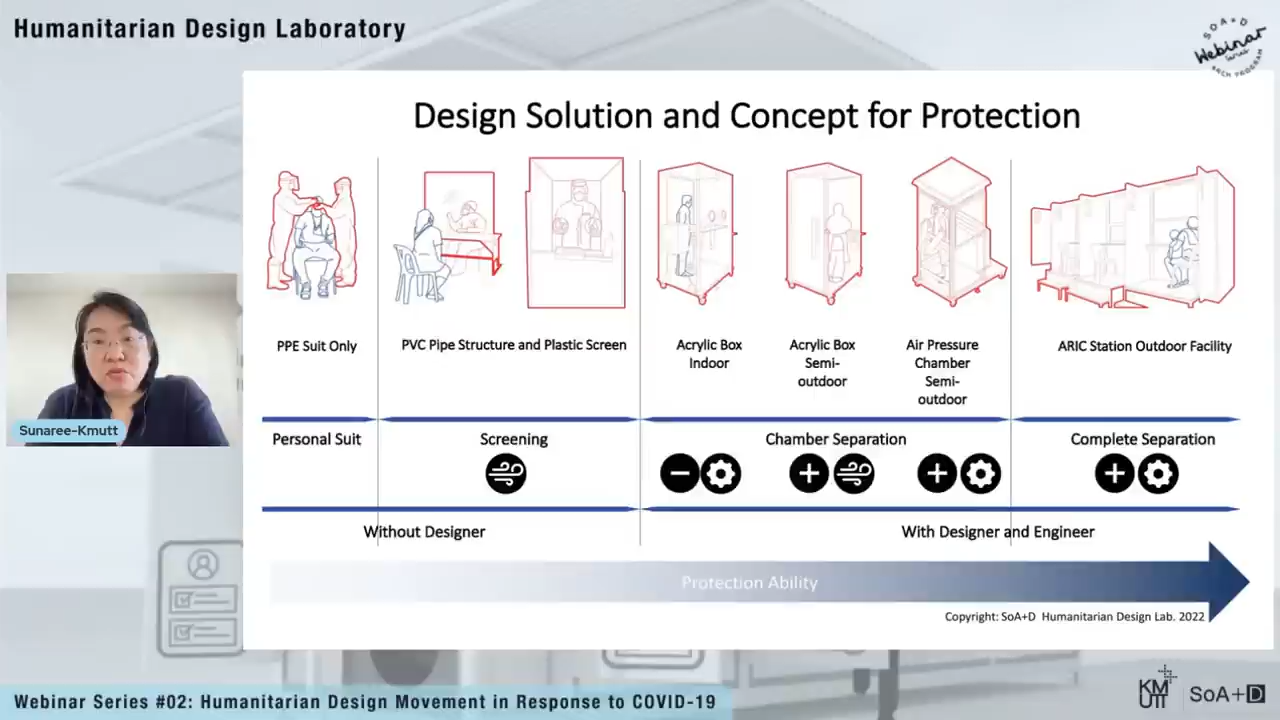 Humanitarian Design Laboratory
SOA+D
Webinar
Series
ARCH PROGRAM
Design Solution and Concept for Protection
PPE Suit Only
PVC Pipe Structure and Plastic Screen
Acrylic Box
Indoor
Acrylic Box
Semi-
outdoor
Air Pressure
Chamber
Semi-
outdoor
ARIC Station Outdoor Facility
Personal Suit
Screening
Chamber Separation
Complete Separation
Without Designer
With Designer and Engineer
Protection Ability
Copyright: SoA+D Humanitarian Design Lab. 2022
Sunaree-Kmutt
Webinar Series #02: Humanitarian Design Movement in Response to COVID-19
KM
UTT
SoA+D